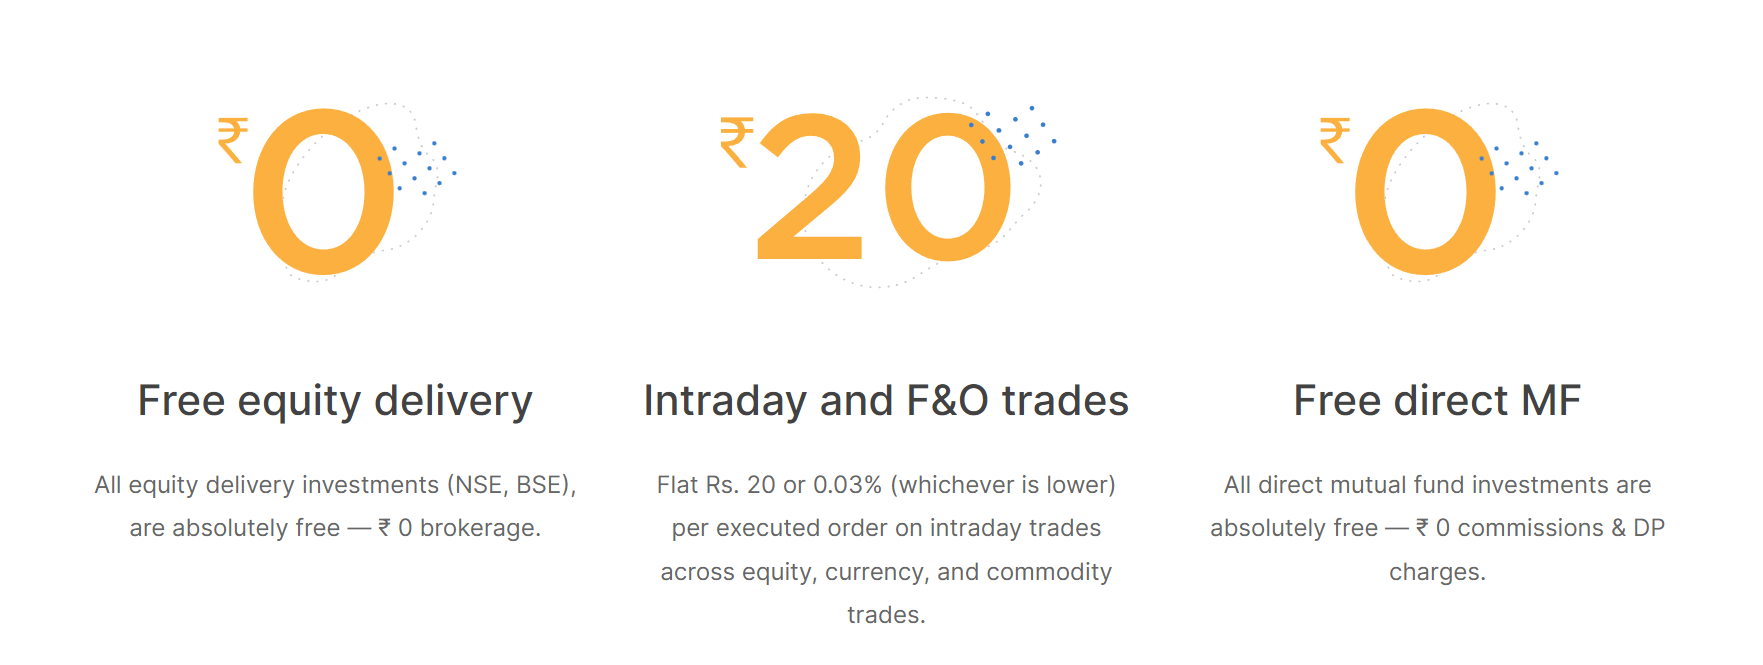 ₹0
Free equity delivery
All equity delivery investments (NSE, BSE),
are absolutely free — ₹ 0 brokerage.
₹20
Intraday and F&O trades
Flat Rs. 20 or 0.03% (whichever is lower)
per executed order on intraday trades
across equity, currency, and commodity
trades.
₹0
Free direct MF
All direct mutual fund investments are
absolutely free — ₹ 0 commissions & DP
charges.